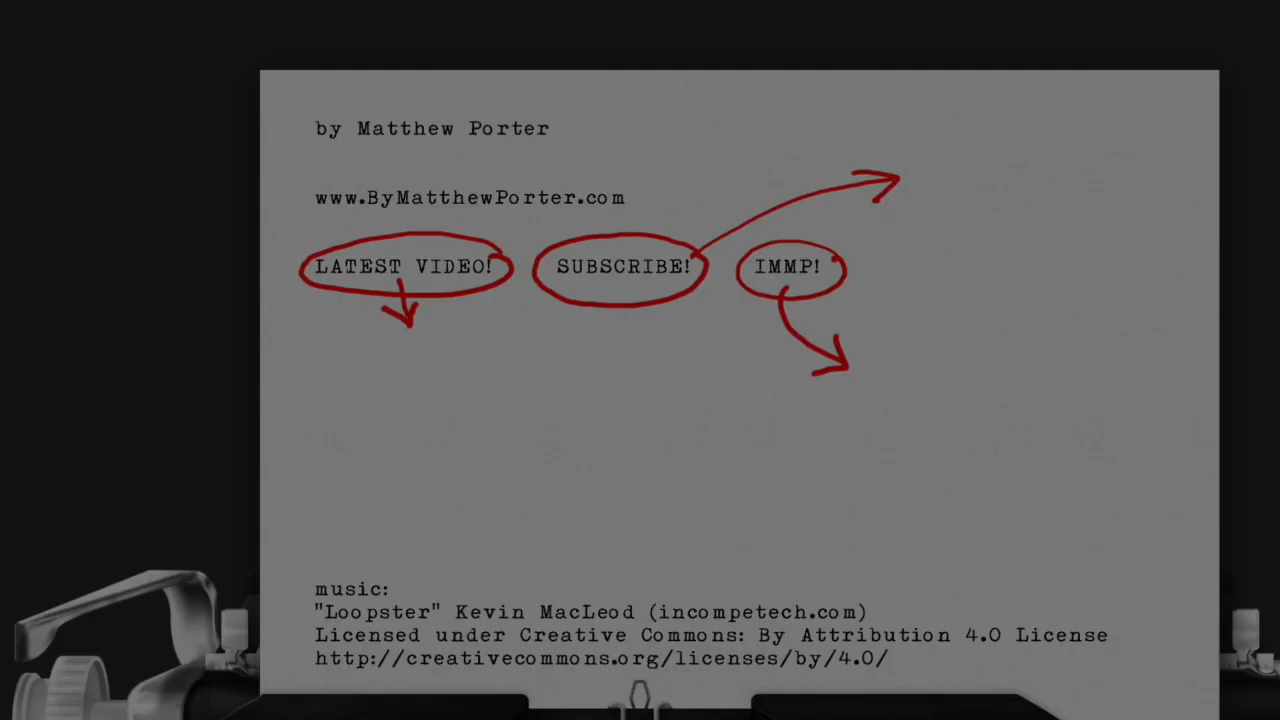 by Matthew Porter
www.ByMatthewPorter.com
LATEST VIDEO! SUBSCRIBE! IMMP!
music:
"Loopster" Kevin MacLeod (incompetech.com)
Licensed under Creative Commons: By Attribution 4.0 License
http://creativecommons.org/licenses/by/4.0/